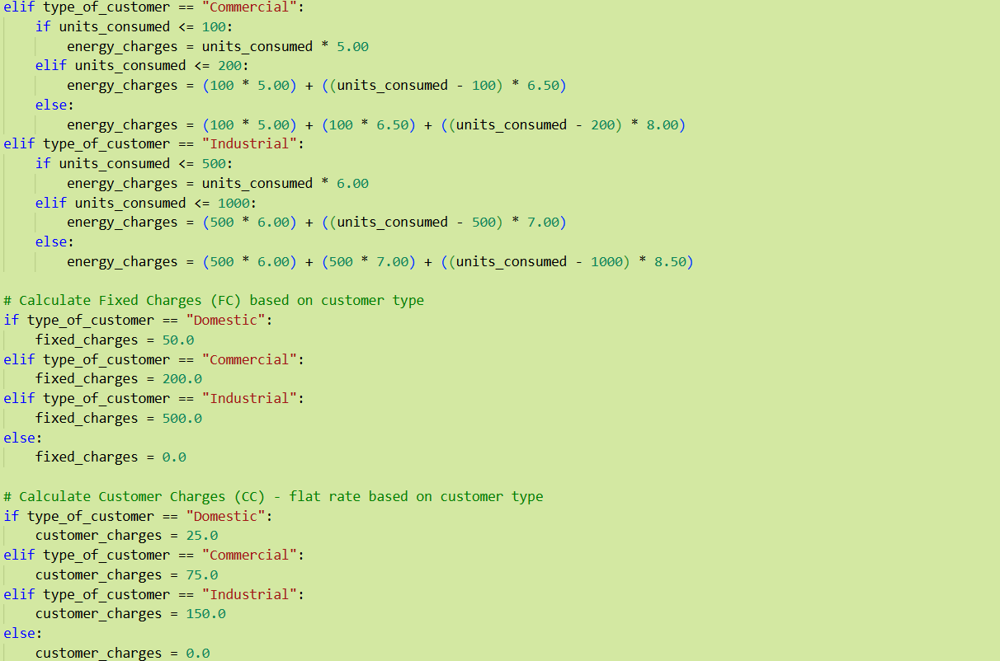 elif type_of_customer == "Commercial":
    if units_consumed <= 100:
        energy_charges = units_consumed * 5.00
    elif units_consumed <= 200:
        energy_charges = (100 * 5.00) + ((units_consumed - 100) * 6.50)
    else:
        energy_charges = (100 * 5.00) + (100 * 6.50) + ((units_consumed - 200) * 8.00)
elif type_of_customer == "Industrial":
    if units_consumed <= 500:
        energy_charges = units_consumed * 6.00
    elif units_consumed <= 1000:
        energy_charges = (500 * 6.00) + ((units_consumed - 500) * 7.00)
    else:
        energy_charges = (500 * 6.00) + (500 * 7.00) + ((units_consumed - 1000) * 8.50)

# Calculate Fixed Charges (FC) based on customer type
if type_of_customer == "Domestic":
    fixed_charges = 50.0
elif type_of_customer == "Commercial":
    fixed_charges = 200.0
elif type_of_customer == "Industrial":
    fixed_charges = 500.0
else:
    fixed_charges = 0.0

# Calculate Customer Charges (CC) - flat rate based on customer type
if type_of_customer == "Domestic":
    customer_charges = 25.0
elif type_of_customer == "Commercial":
    customer_charges = 75.0
elif type_of_customer == "Industrial":
    customer_charges = 150.0
else:
    customer_charges = 0.0